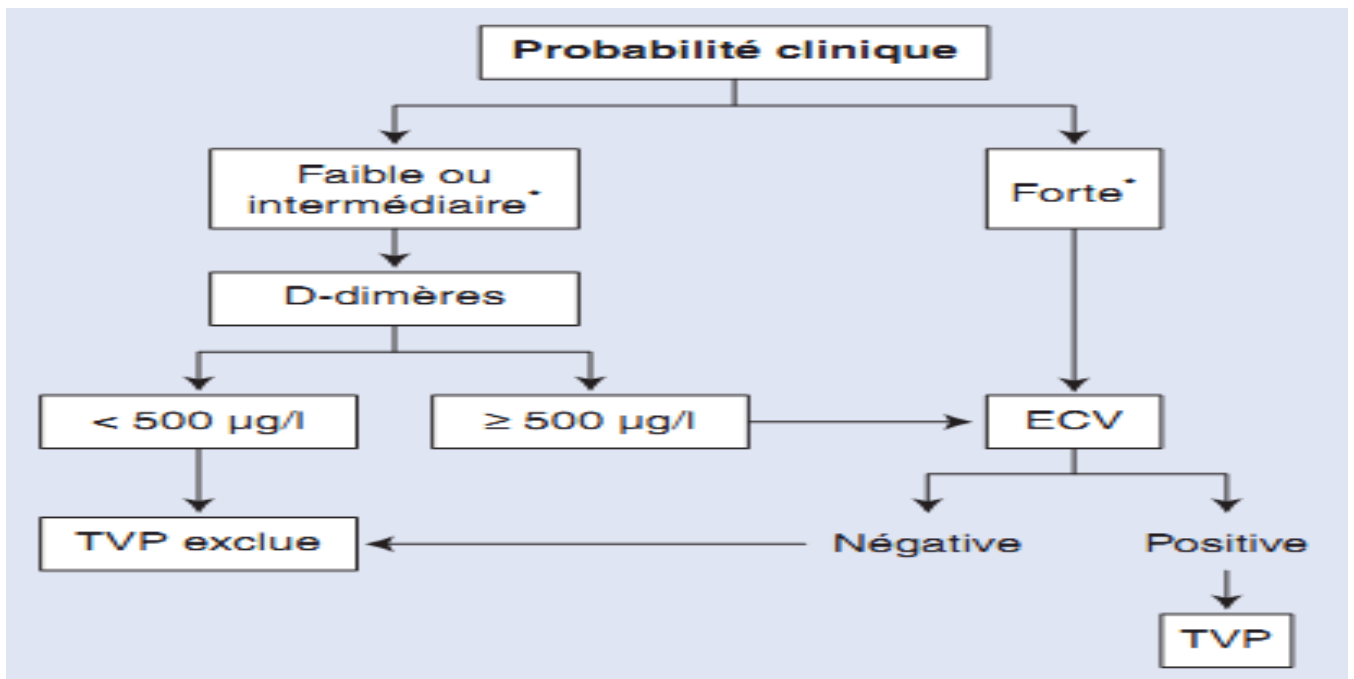 Probabilité clinique
Faible ou
intermédiaire*
Forte*
D-dimères
< 500 µg/l
≥ 500 µg/l
ECV
TVP exclue
Négative
Positive
TVP